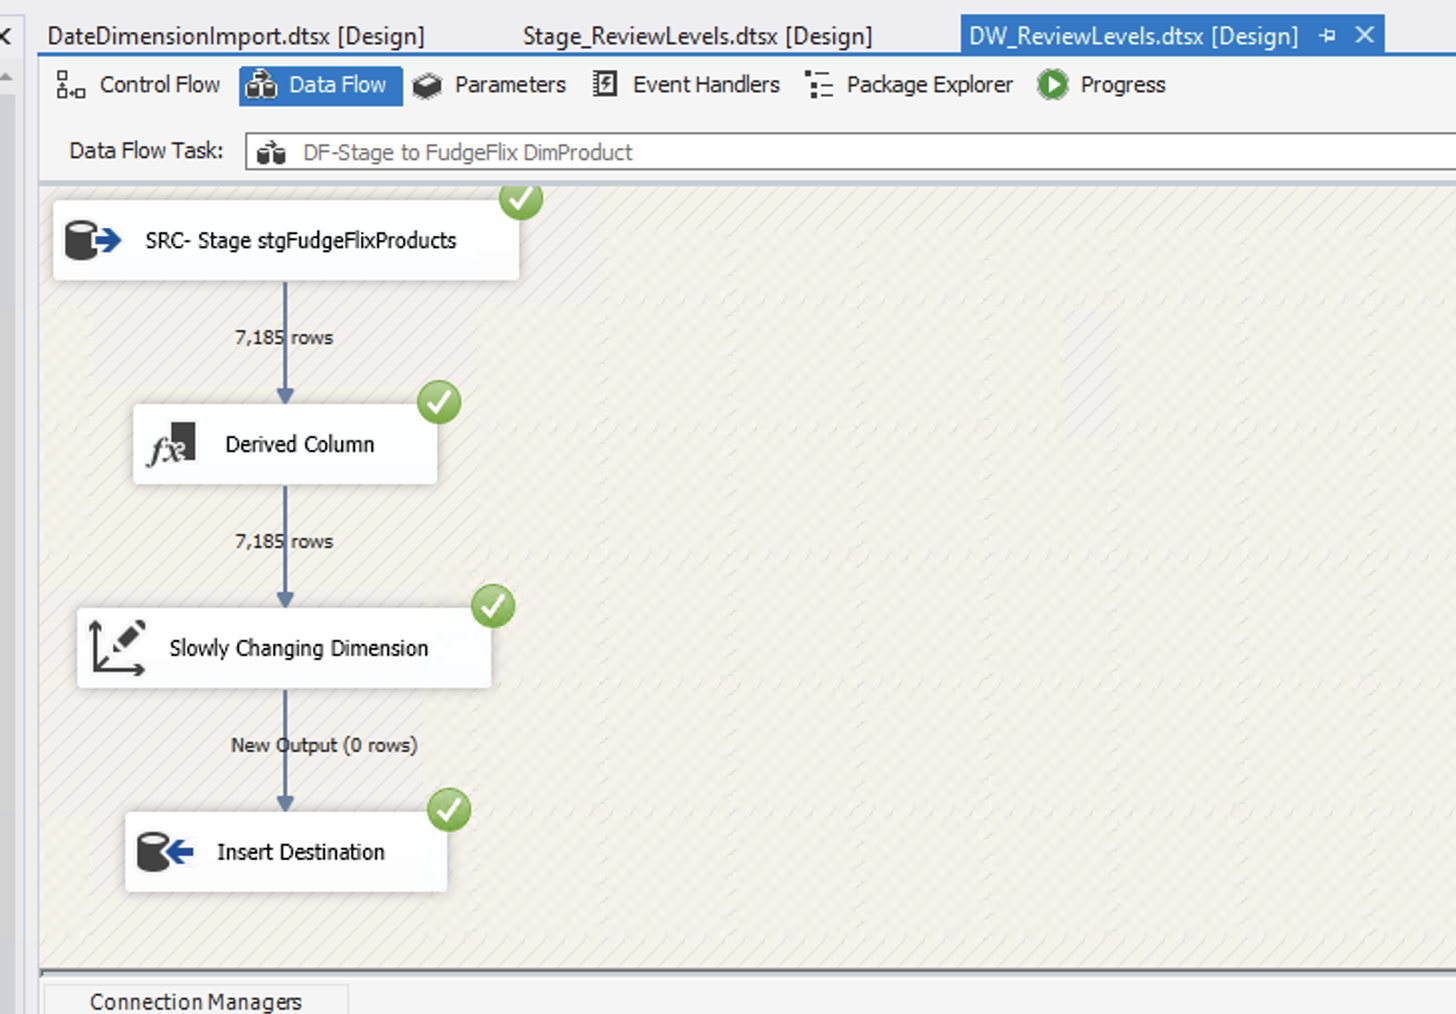 DateDimensionImport.dtsx [Design] Stage_ReviewLevels.dtsx [Design] DW_ReviewLevels.dtsx [Design]
Control Flow Data Flow Parameters Event Handlers Package Explorer Progress
Data Flow Task: DF-Stage to FudgeFlix DimProduct
SRC- Stage stgFudgeFlixProducts
7,185 rows
Derived Column
7,185 rows
Slowly Changing Dimension
New Output (0 rows)
Insert Destination
Connection Managers